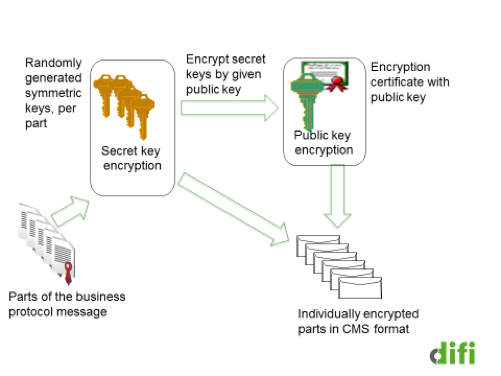 Randomly
generated
symmetric
keys, per
part
Secret key
encryption
Encrypt secret
keys by given
public key
Public key
encryption
Encryption
certificate with
public key
Parts of the business
protocol message
Individually encrypted
parts in CMS format
difi